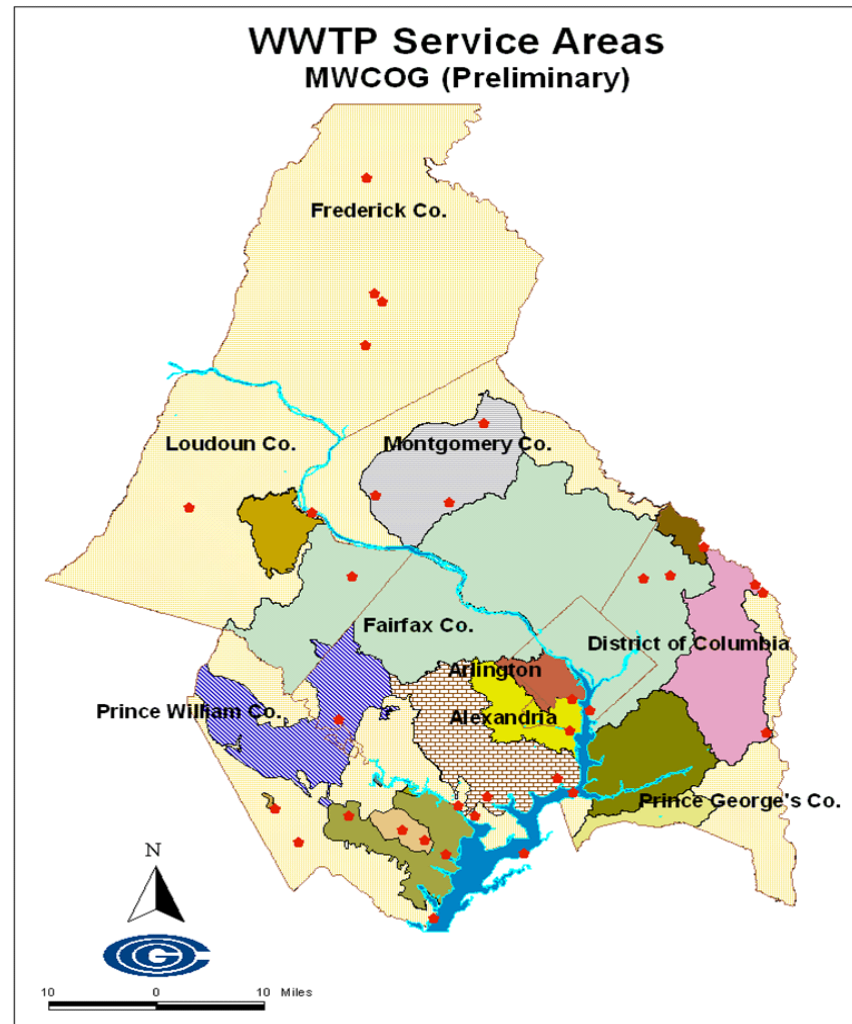 WWTP Service Areas
MWCOG (Preliminary)
Frederick Co.
Loudoun Co.
Montgomery Co.
Fairfax Co.
District of Columbia
Arlington
Prince William Co.
Alexandria
Prince George's Co.
N
COG
10 0 10 Miles